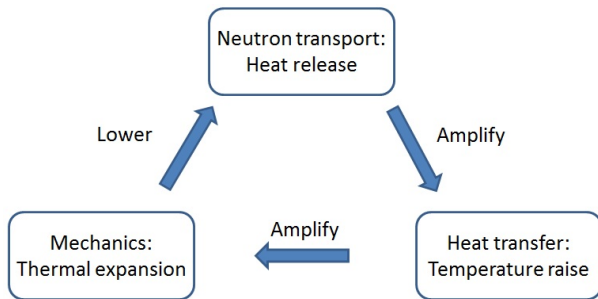 Neutron transport:
Heat release
Lower
Amplify
Amplify
Mechanics:
Thermal expansion
Heat transfer:
Temperature raise